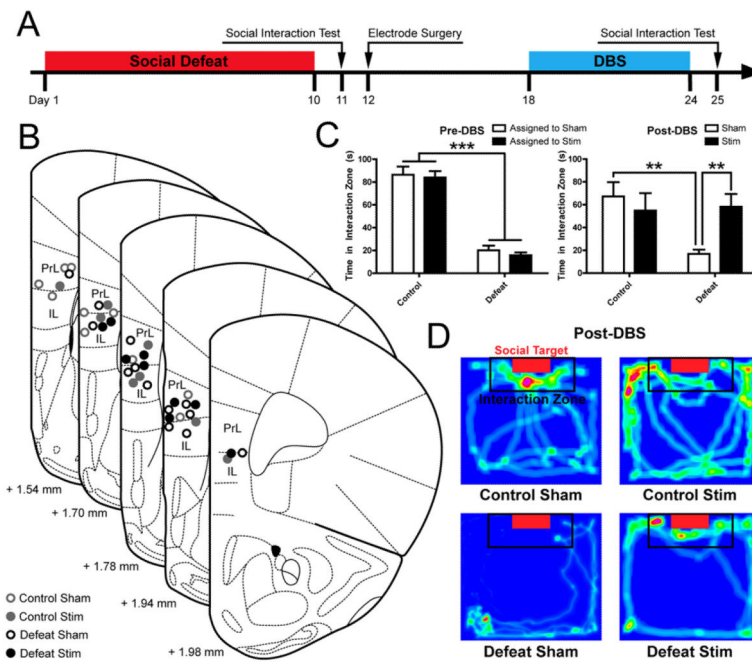 A
Social Interaction Test
Electrode Surgery
Social Interaction Test
Social Defeat
DBS
Day 1
10
11
12
18
24
25
B
PrL
IL
PrL
IL
PrL
IL
PrL
IL
PrL
IL
+ 1.54 mm
+ 1.70 mm
+ 1.78 mm
+ 1.94 mm
+ 1.98 mm
Control Sham
Control Stim
Defeat Sham
Defeat Stim
C
Pre-DBS
Assigned to Sham
Assigned to Stim
Time in Interaction Zone (s)
100
80
60
40
20
0
***
Control
Defeat
Post-DBS
Sham
Stim
Time in Interaction Zone (s)
100
80
60
40
20
0
**
**
Control
Defeat
D
Post-DBS
Social Target
Interaction Zone
Control Sham
Control Stim
Defeat Sham
Defeat Stim